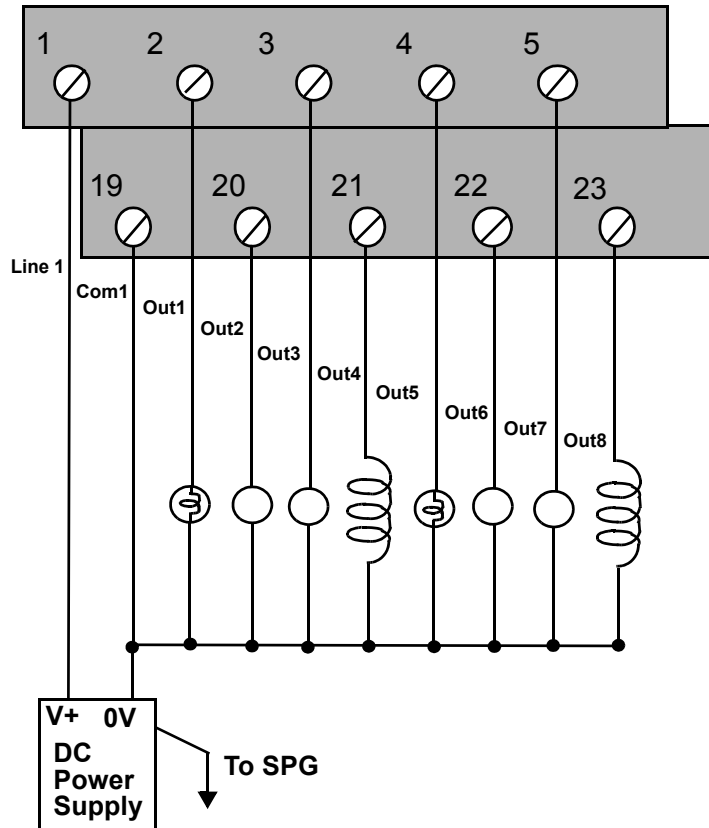 1 2 3 4 5
19 20 21 22 23
Line 1
Com1
Out1
Out2
Out3
Out4
Out5
Out6
Out7
Out8
V+ 0V
DC
Power
Supply
To SPG